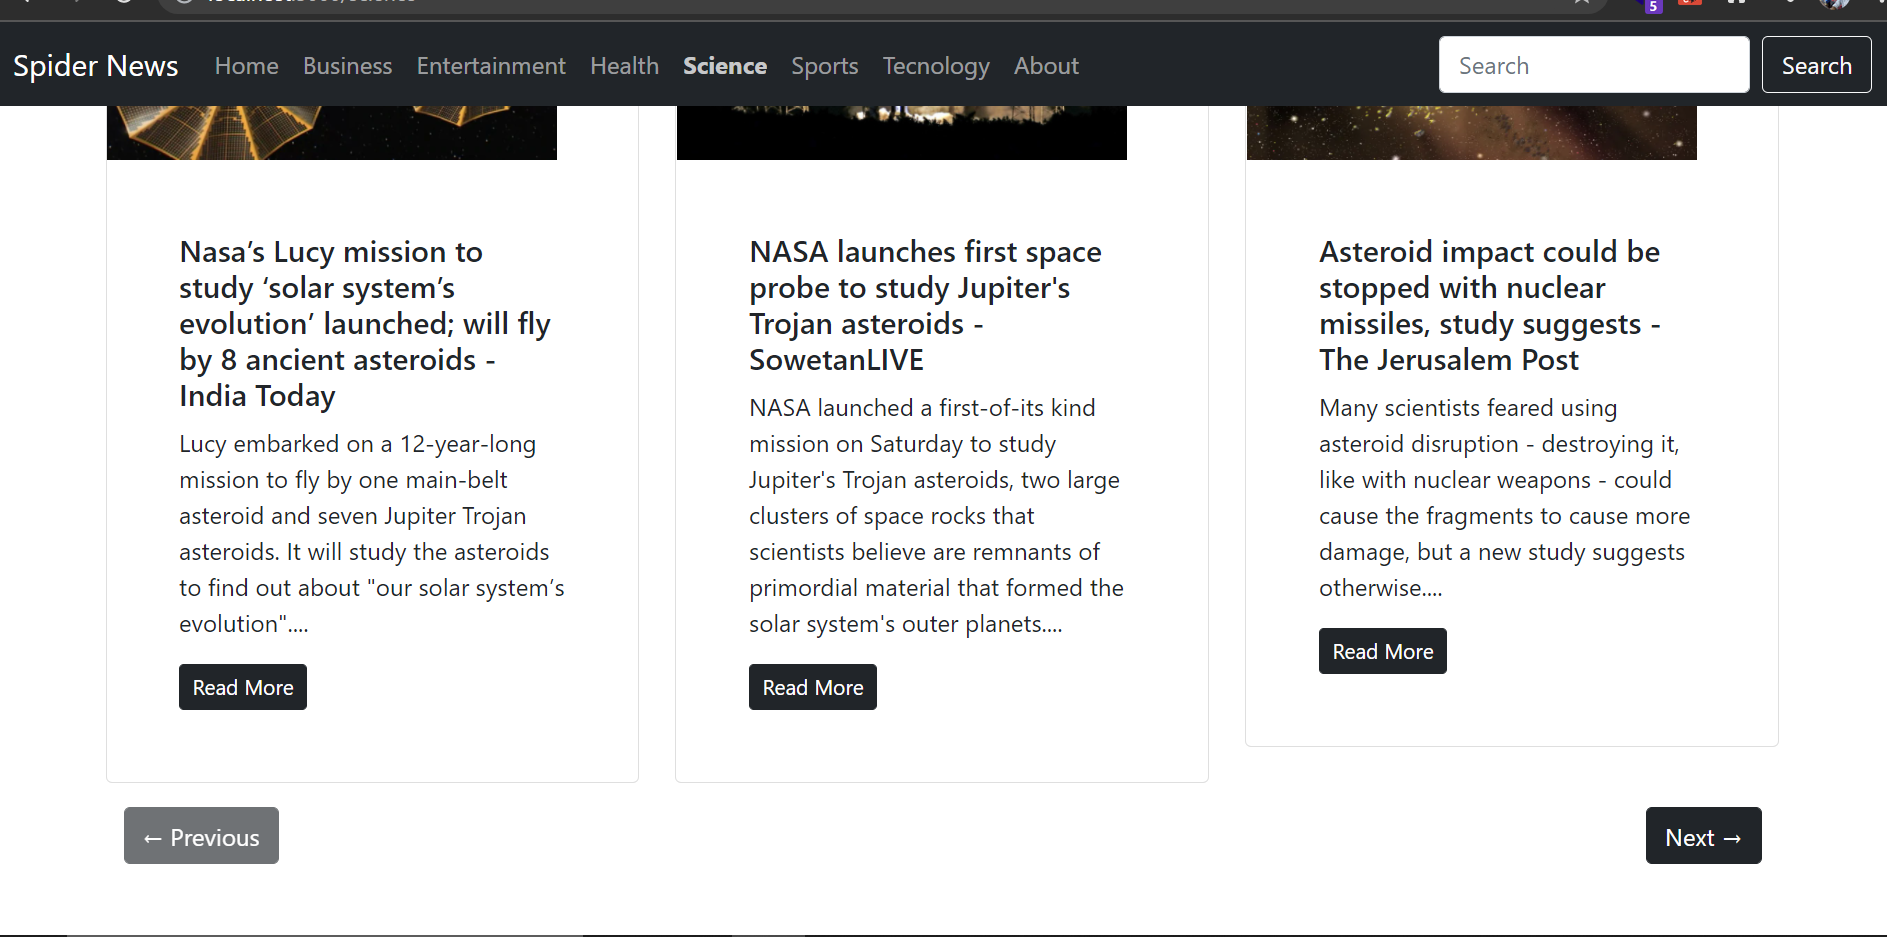 5
Spider News Home Business Entertainment Health Science Sports Tecnology About Search Search
Nasa’s Lucy mission to
study ‘solar system’s
evolution’ launched; will fly
by 8 ancient asteroids -
India Today
Lucy embarked on a 12-year-long
mission to fly by one main-belt
asteroid and seven Jupiter Trojan
asteroids. It will study the asteroids
to find out about "our solar system’s
evolution"....
Read More
NASA launches first space
probe to study Jupiter's
Trojan asteroids -
SowetanLIVE
NASA launched a first-of-its kind
mission on Saturday to study
Jupiter's Trojan asteroids, two large
clusters of space rocks that
scientists believe are remnants of
primordial material that formed the
solar system's outer planets....
Read More
Asteroid impact could be
stopped with nuclear
missiles, study suggests -
The Jerusalem Post
Many scientists feared using
asteroid disruption - destroying it,
like with nuclear weapons - could
cause the fragments to cause more
damage, but a new study suggests
otherwise....
Read More
← Previous
Next →